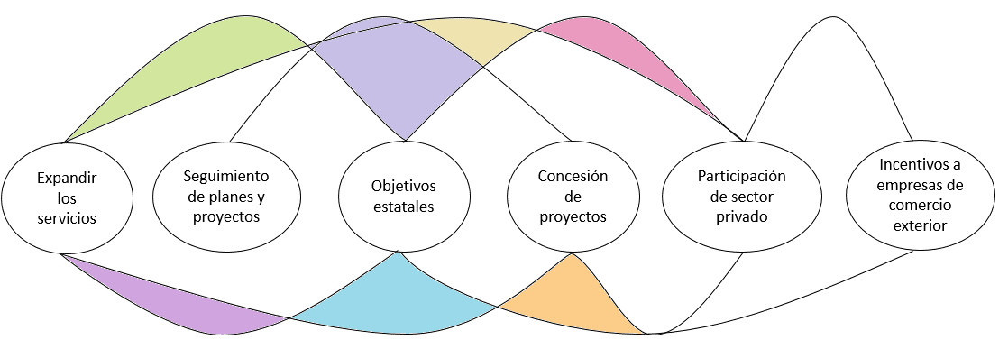 Expandir
los
servicios
Seguimiento
de planes y
proyectos
Objetivos
estatales
Concesión
de
proyectos
Participación
de sector
privado
Incentivos a
empresas de
comercio
exterior